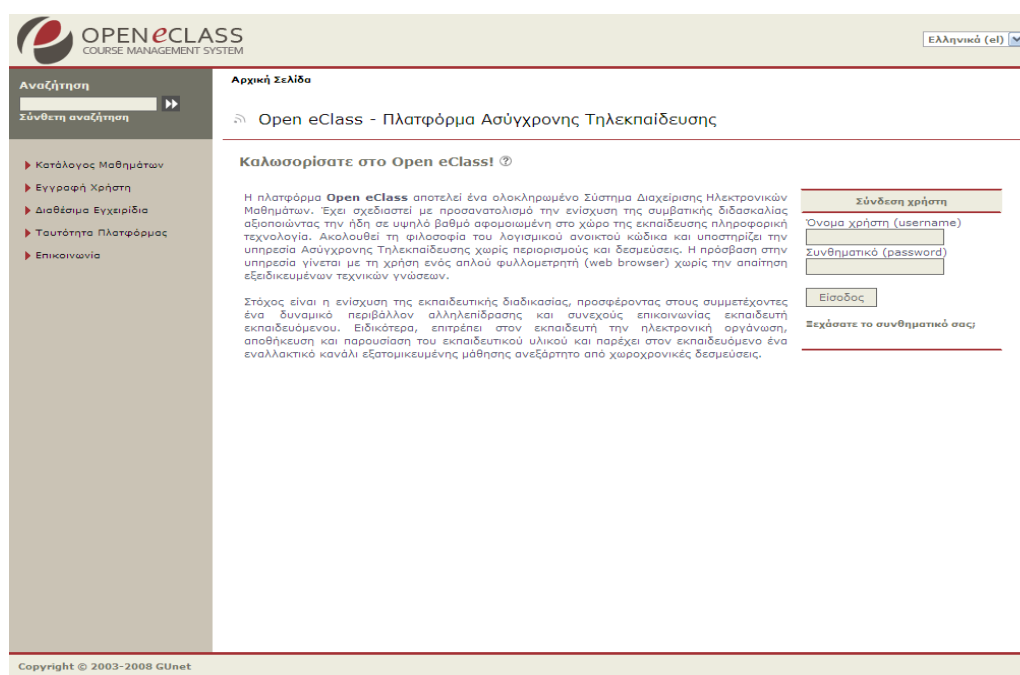 OPEN eCLASS
COURSE MANAGEMENT SYSTEM
Ελληνικά (el)
Αναζήτηση
Σύνθετη αναζήτηση
Κατάλογος Μαθημάτων
Εγγραφή Χρήστη
Διαθέσιμα Εγχειρίδια
Ταυτότητα Πλατφόρμας
Επικοινωνία
Αρχική Σελίδα
Open eClass - Πλατφόρμα Ασύγχρονης Τηλεκπαίδευσης
Καλωσορίσατε στο Open eClass! ?
Η πλατφόρμα Open eClass αποτελεί ένα ολοκληρωμένο Σύστημα Διαχείρισης Ηλεκτρονικών
Μαθημάτων. Έχει σχεδιαστεί με προσανατολισμό την ενίσχυση της συμβατικής διδασκαλίας
αξιοποιώντας την ήδη σε υψηλό βαθμό αφομοιωμένη στο χώρο της εκπαίδευσης πληροφορική
τεχνολογία. Ακολουθεί τη φιλοσοφία του λογισμικού ανοικτού κώδικα και υποστηρίζει την
υπηρεσία Ασύγχρονης Τηλεκπαίδευσης χωρίς περιορισμούς και δεσμεύσεις. Η πρόσβαση στην
υπηρεσία γίνεται με τη χρήση ενός απλού φυλλομετρητή (web browser) χωρίς την απαίτηση
εξειδικευμένων τεχνικών γνώσεων.
Στόχος είναι η ενίσχυση της εκπαιδευτικής διαδικασίας, προσφέροντας στους συμμετέχοντες
ένα δυναμικό περιβάλλον αλληλεπίδρασης και συνεχούς επικοινωνίας εκπαιδευτή
εκπαιδευόμενου. Ειδικότερα, επιτρέπει στον εκπαιδευτή την ηλεκτρονική οργάνωση,
αποθήκευση και παρουσίαση του εκπαιδευτικού υλικού και παρέχει στον εκπαιδευόμενο ένα
εναλλακτικό κανάλι εξατομικευμένης μάθησης ανεξάρτητο από χωροχρονικές δεσμεύσεις.
Σύνδεση χρήστη
Όνομα χρήστη (username)
Συνθηματικό (password)
Είσοδος
Ξεχάσατε το συνθηματικό σας;
Copyright © 2003-2008 GUnet